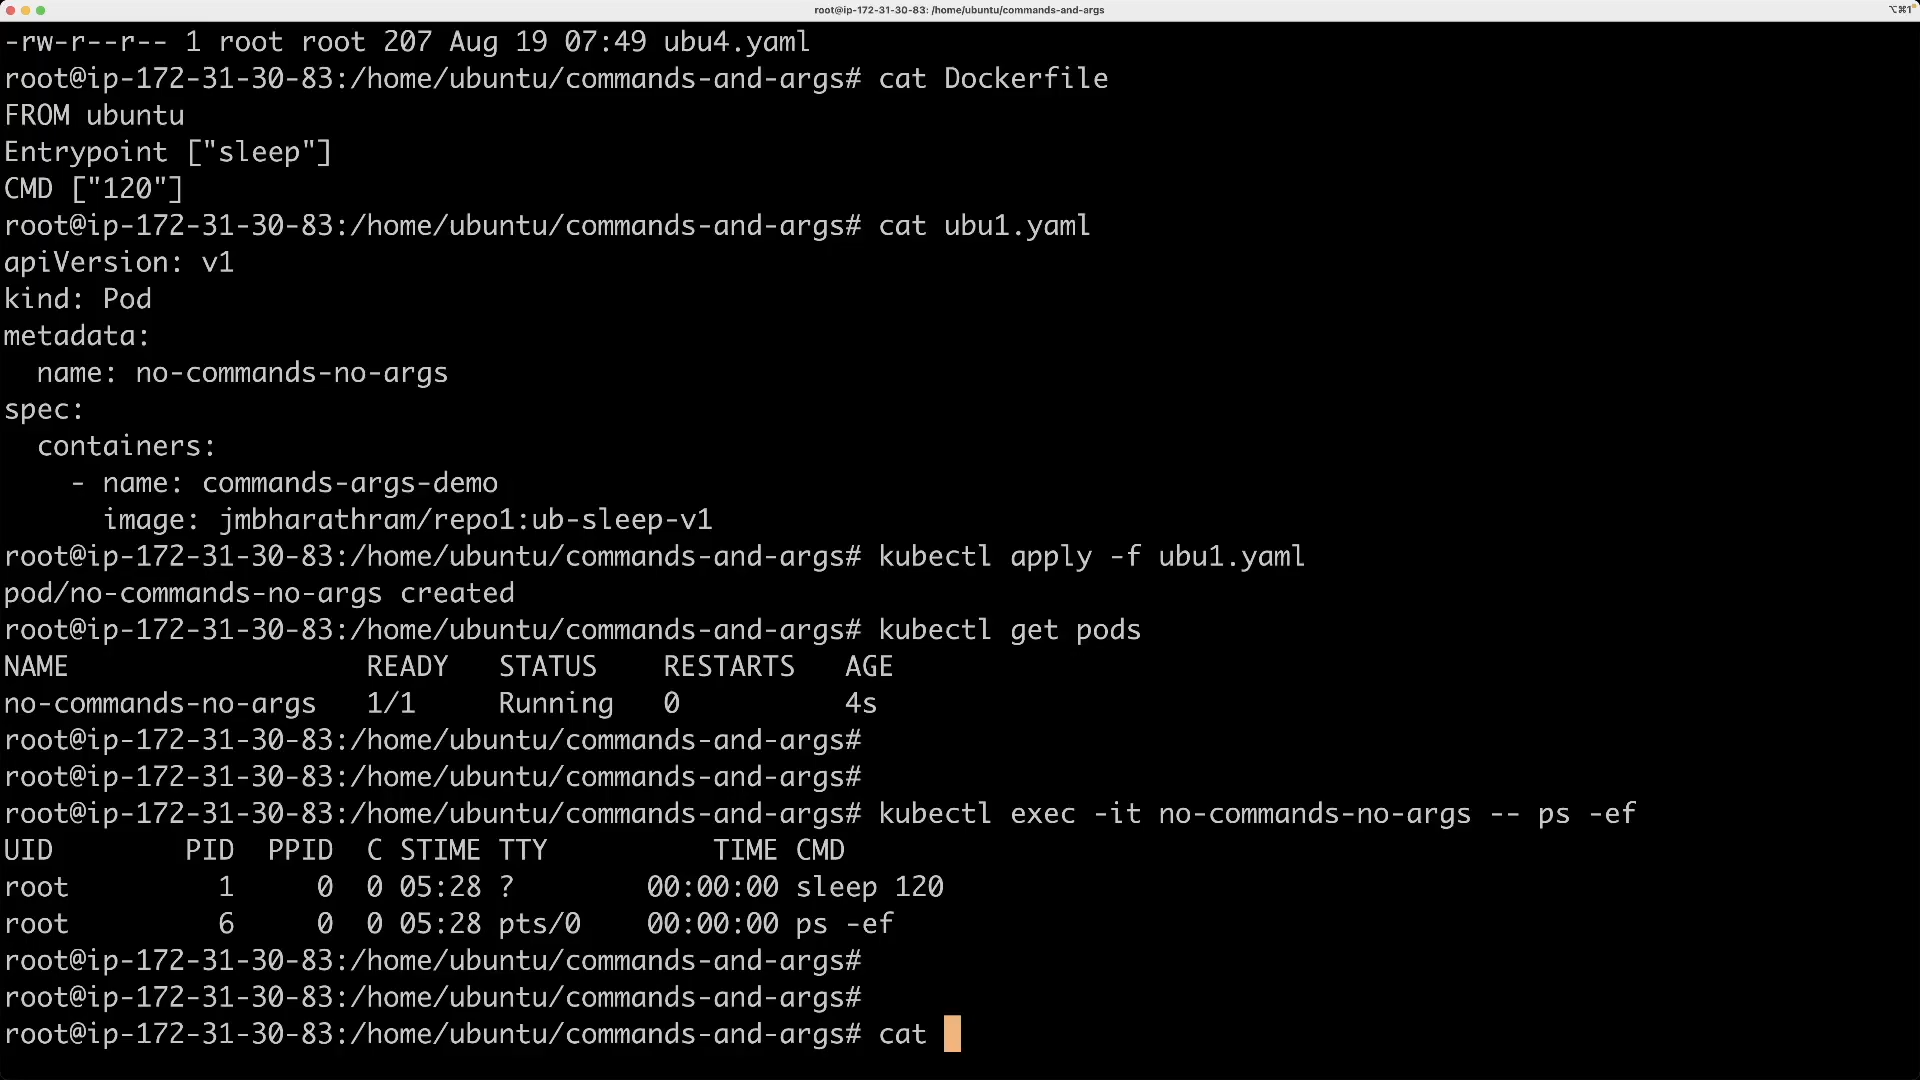 root@ip-172-31-30-83: /home/ubuntu/commands-and-args
⌥⌘1
-rw-r--r-- 1 root root 207 Aug 19 07:49 ubu4.yaml
root@ip-172-31-30-83:/home/ubuntu/commands-and-args# cat Dockerfile
FROM ubuntu
Entrypoint ["sleep"]
CMD ["120"]
root@ip-172-31-30-83:/home/ubuntu/commands-and-args# cat ubu1.yaml
apiVersion: v1
kind: Pod
metadata:
  name: no-commands-no-args
spec:
  containers:
    - name: commands-args-demo
      image: jmbharathram/repo1:ub-sleep-v1
root@ip-172-31-30-83:/home/ubuntu/commands-and-args# kubectl apply -f ubu1.yaml
pod/no-commands-no-args created
root@ip-172-31-30-83:/home/ubuntu/commands-and-args# kubectl get pods
NAME                  READY   STATUS    RESTARTS   AGE
no-commands-no-args   1/1     Running   0          4s
root@ip-172-31-30-83:/home/ubuntu/commands-and-args#
root@ip-172-31-30-83:/home/ubuntu/commands-and-args#
root@ip-172-31-30-83:/home/ubuntu/commands-and-args# kubectl exec -it no-commands-no-args -- ps -ef
UID        PID  PPID  C STIME TTY          TIME CMD
root         1     0  0 05:28 ?        00:00:00 sleep 120
root         6     0  0 05:28 pts/0    00:00:00 ps -ef
root@ip-172-31-30-83:/home/ubuntu/commands-and-args#
root@ip-172-31-30-83:/home/ubuntu/commands-and-args#
root@ip-172-31-30-83:/home/ubuntu/commands-and-args# cat